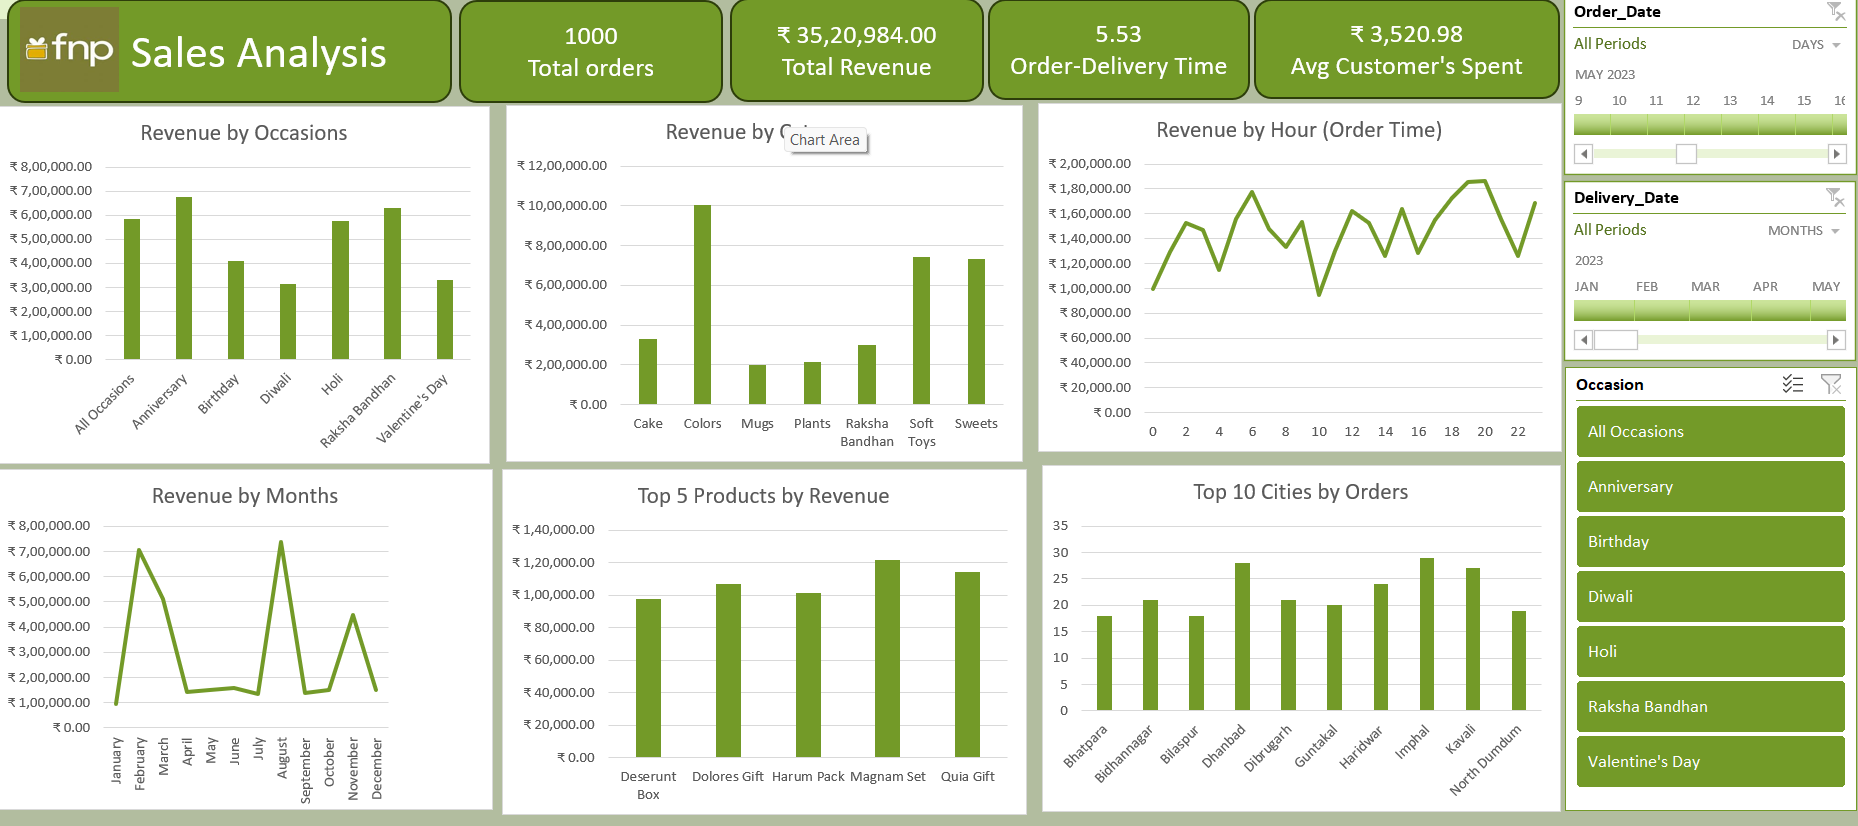 fnp
Sales Analysis
1000
Total orders
₹ 35,20,984.00
Total Revenue
5.53
Order-Delivery Time
₹ 3,520.98
Avg Customer's Spent
Revenue by Occasions
₹ 8,00,000.00
₹ 7,00,000.00
₹ 6,00,000.00
₹ 5,00,000.00
₹ 4,00,000.00
₹ 3,00,000.00
₹ 2,00,000.00
₹ 1,00,000.00
₹ 0.00
All Occasions
Anniversary
Birthday
Diwali
Holi
Raksha Bandhan
Valentine's Day
Revenue by
Chart Area
₹ 12,00,000.00
₹ 10,00,000.00
₹ 8,00,000.00
₹ 6,00,000.00
₹ 4,00,000.00
₹ 2,00,000.00
₹ 0.00
Cake
Colors
Mugs
Plants
Raksha
Bandhan
Soft
Toys
Sweets
Revenue by Hour (Order Time)
₹ 2,00,000.00
₹ 1,80,000.00
₹ 1,60,000.00
₹ 1,40,000.00
₹ 1,20,000.00
₹ 1,00,000.00
₹ 80,000.00
₹ 60,000.00
₹ 40,000.00
₹ 20,000.00
₹ 0.00
0 2 4 6 8 10 12 14 16 18 20 22
Revenue by Months
₹ 8,00,000.00
₹ 7,00,000.00
₹ 6,00,000.00
₹ 5,00,000.00
₹ 4,00,000.00
₹ 3,00,000.00
₹ 2,00,000.00
₹ 1,00,000.00
₹ 0.00
January
February
March
April
May
June
July
August
September
October
November
December
Top 5 Products by Revenue
₹ 1,40,000.00
₹ 1,20,000.00
₹ 1,00,000.00
₹ 80,000.00
₹ 60,000.00
₹ 40,000.00
₹ 20,000.00
₹ 0.00
Deserunt
Box
Dolores Gift
Harum Pack
Magnam Set
Quia Gift
Top 10 Cities by Orders
35
30
25
20
15
10
5
0
Bhatpara
Bidhannagar
Bilaspur
Dhanbad
Dibrugarh
Guntakal
Haridwar
Imphal
Kavali
North Dumdum
Order_Date
All Periods
DAYS
MAY 2023
9 10 11 12 13 14 15
Delivery_Date
All Periods
MONTHS
2023
JAN FEB MAR APR MAY
Occasion
All Occasions
Anniversary
Birthday
Diwali
Holi
Raksha Bandhan
Valentine's Day